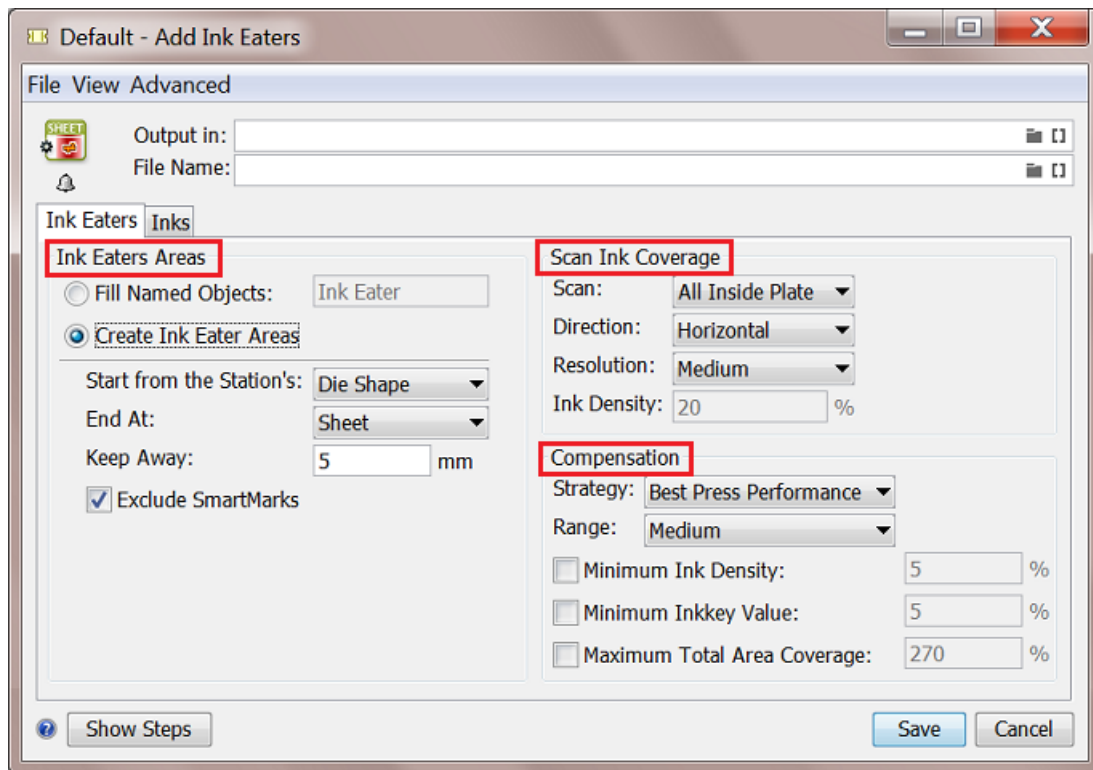 Default - Add Ink Eaters
File View Advanced
SHEET
Output in:
File Name:
Ink Eaters Inks
Ink Eaters Areas
Fill Named Objects: Ink Eater
Create Ink Eater Areas
Start from the Station's: Die Shape
End At: Sheet
Keep Away: 5 mm
Exclude SmartMarks
Scan Ink Coverage
Scan: All Inside Plate
Direction: Horizontal
Resolution: Medium
Ink Density: 20 %
Compensation
Strategy: Best Press Performance
Range: Medium
Minimum Ink Density: 5 %
Minimum Inkkey Value: 5 %
Maximum Total Area Coverage: 270 %
Show Steps Save Cancel